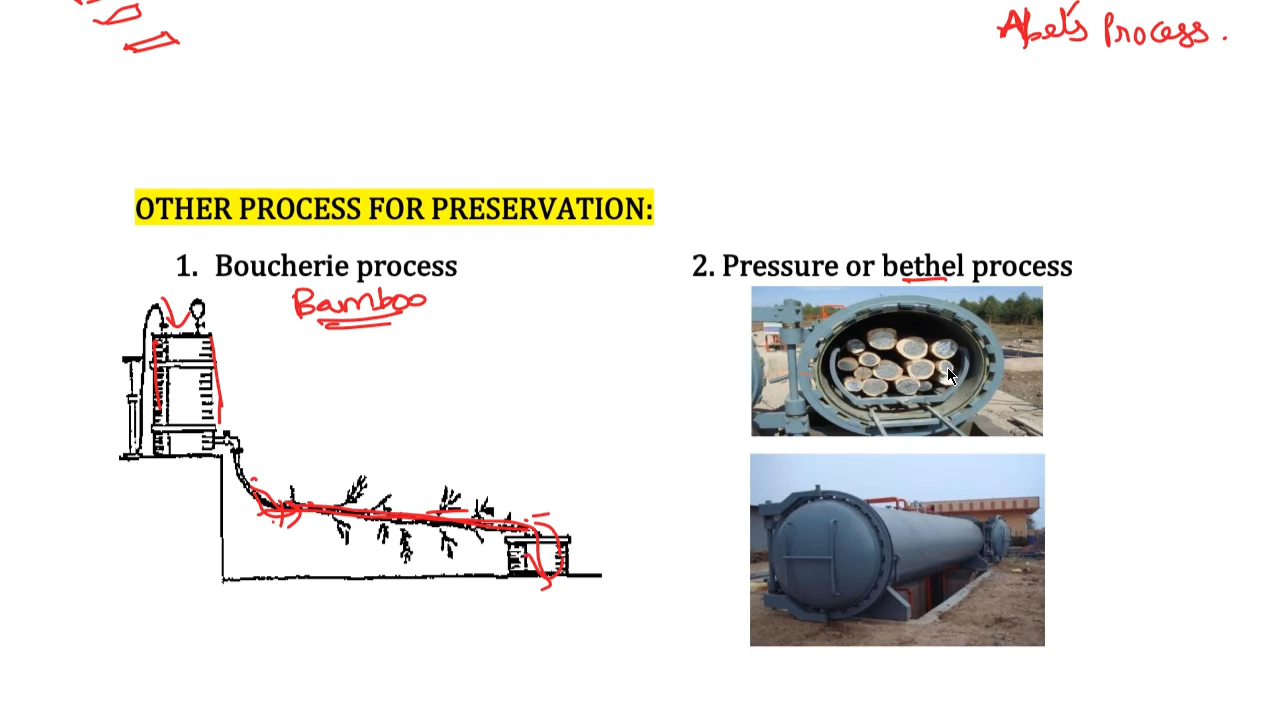 Abel's Process.
OTHER PROCESS FOR PRESERVATION:
1. Boucherie process
2. Pressure or bethel process
Bamboo